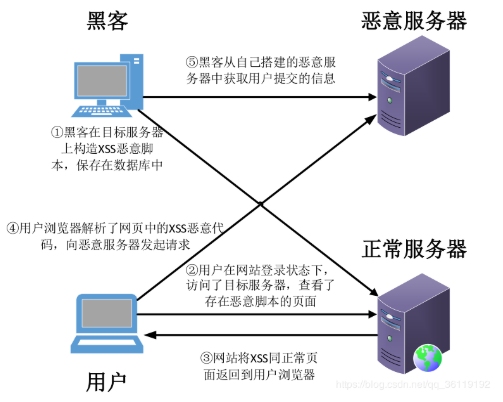 黑客
恶意服务器
⑤黑客从自己搭建的恶意服
务器中获取用户提交的信息
①黑客在目标服务器
上构造XSS恶意脚
本，保存在数据库中
④用户浏览器解析了网页中的XSS恶意代
码，向恶意服务器发起请求
正常服务器
②用户在网站登录状态下，
访问了目标服务器，查看了
存在恶意脚本的页面
③网站将XSS同正常页
面返回到用户浏览器
用户
https://blog.csdn.net/qq_36119192